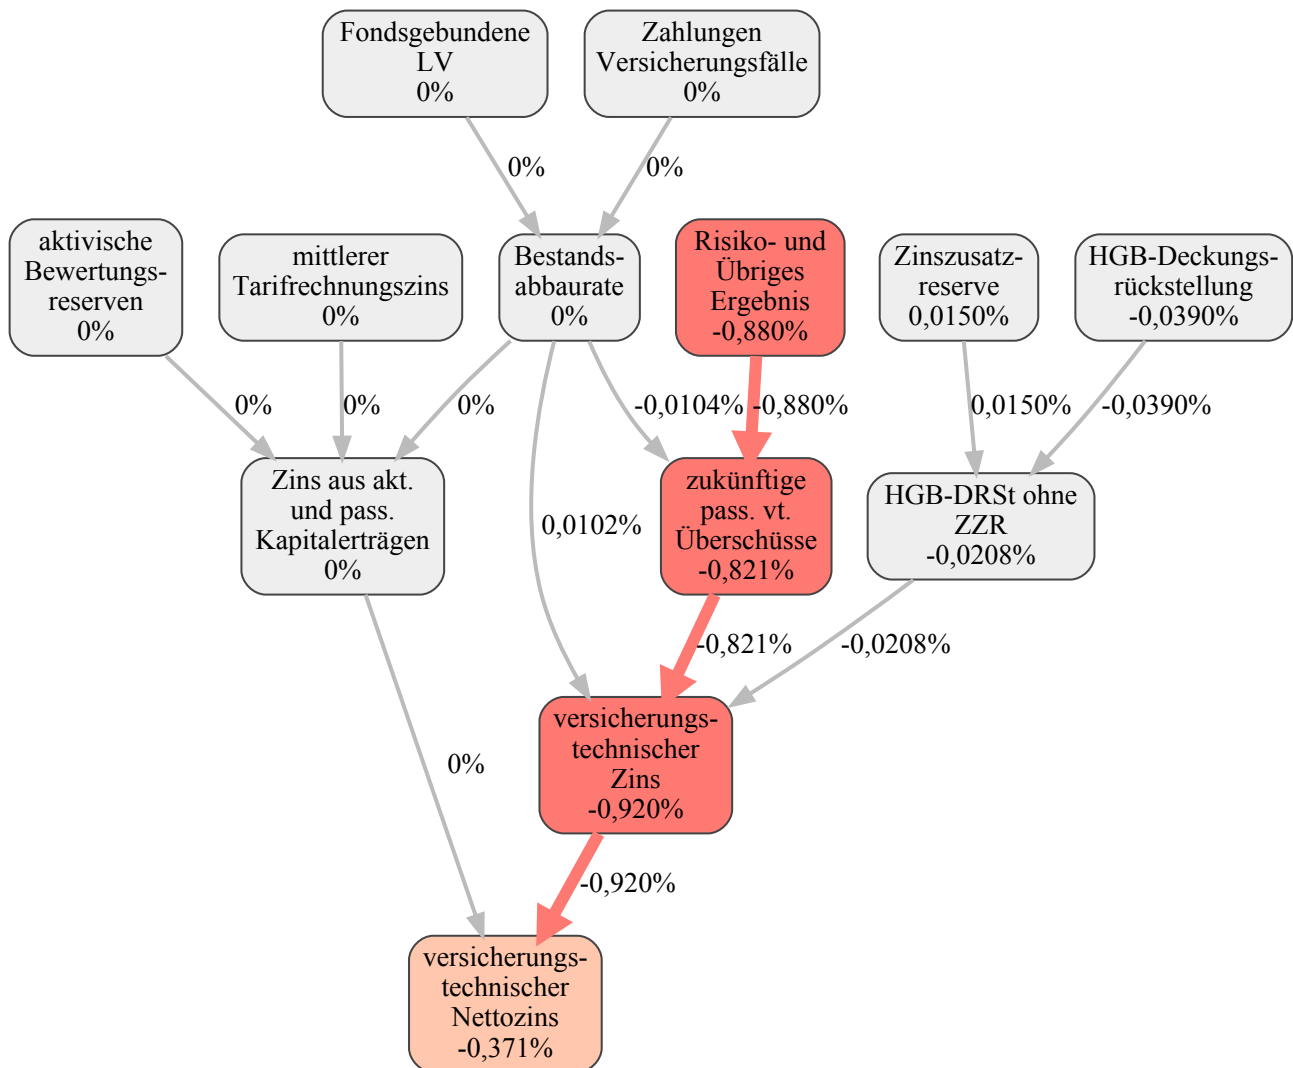 Fondsgebundene
LV
0%
Zahlungen
Versicherungsfälle
0%
0%
0%
aktivische
Bewertungs-
reserven
0%
mittlerer
Tarifrechnungszins
0%
Bestands-
abbaurate
0%
Risiko- und
Übriges
Ergebnis
-0,880%
Zinszusatz-
reserve
0,0150%
HGB-Deckungs-
rückstellung
-0,0390%
0%
0%
0%
-0,0104%
-0,880%
0,0150%
-0,0390%
Zins aus akt.
und pass.
Kapitalerträgen
0%
0,0102%
zukünftige
pass. vt.
Überschüsse
-0,821%
HGB-DRSt ohne
ZZR
-0,0208%
-0,821%
-0,0208%
versicherungs-
technischer
Zins
-0,920%
0%
-0,920%
versicherungs-
technischer
Nettozins
-0,371%